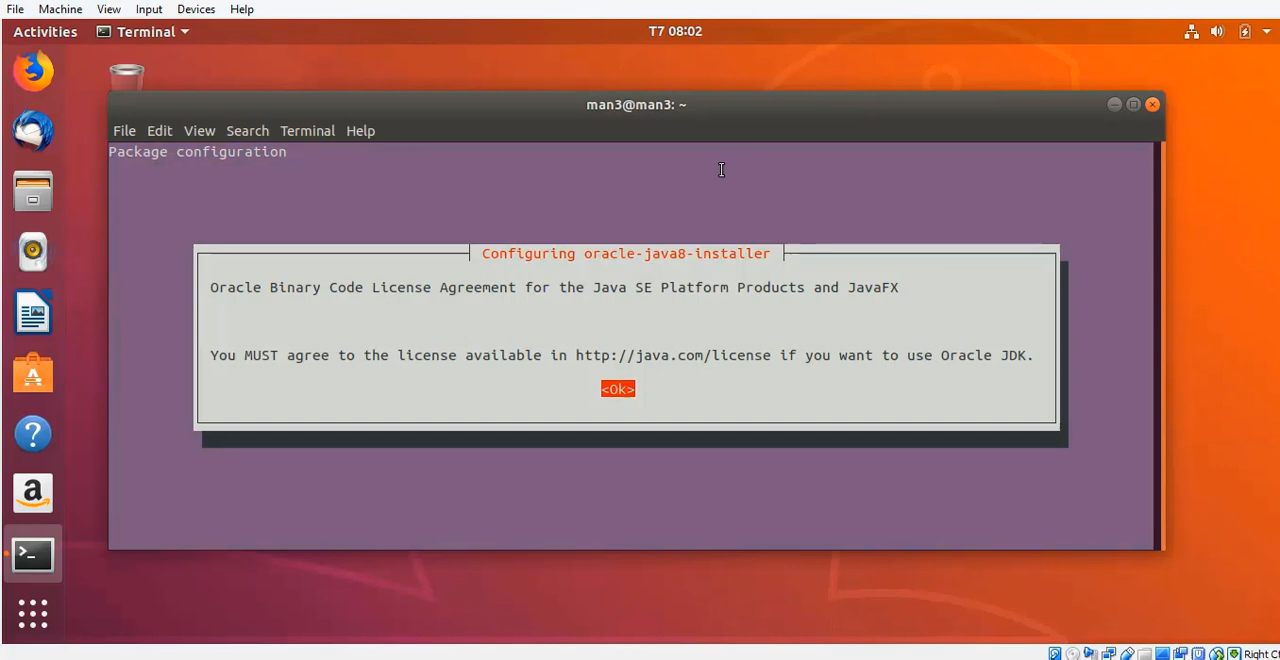 File Machine View Input Devices Help
Activities Terminal T7 08:02
man3@man3: ~
File Edit View Search Terminal Help
Package configuration
Configuring oracle-java8-installer
Oracle Binary Code License Agreement for the Java SE Platform Products and JavaFX
You MUST agree to the license available in http://java.com/license if you want to use Oracle JDK.
<Ok>
Right Ct